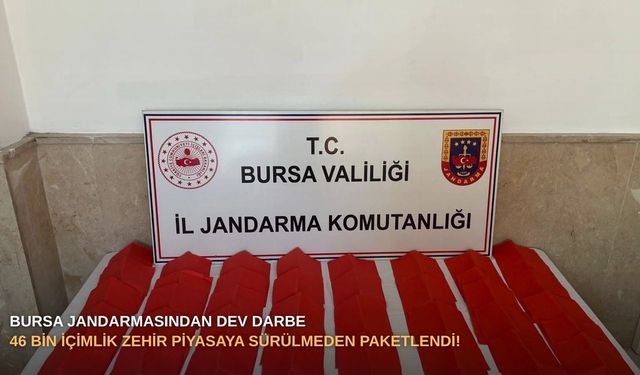 T.C.
BURSA VALİLİĞİ
İL JANDARMA KOMUTANLIĞI
JANDARMA
BURSA JANDARMASINDAN DEV DARBE
46 BİN İÇİMLİK ZEHİR PİYASAYA SÜRÜLMEDEN PAKETLENDİ!